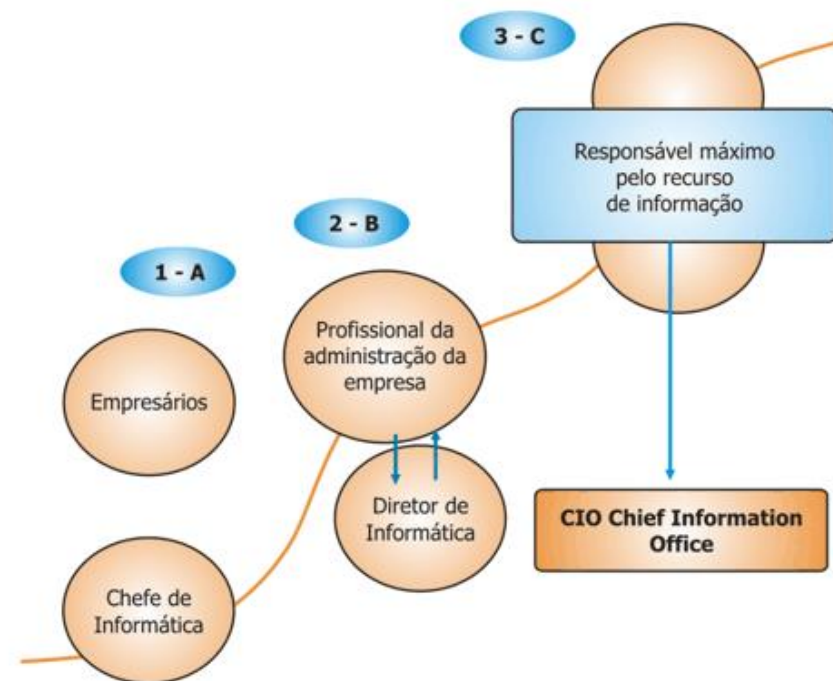 3 - C
Responsável máximo
pelo recurso
de informação
2 - B
1 - A
Profissional da
administração da
empresa
Empresários
Diretor de
Informática
CIO Chief Information
Office
Chefe de
Informática